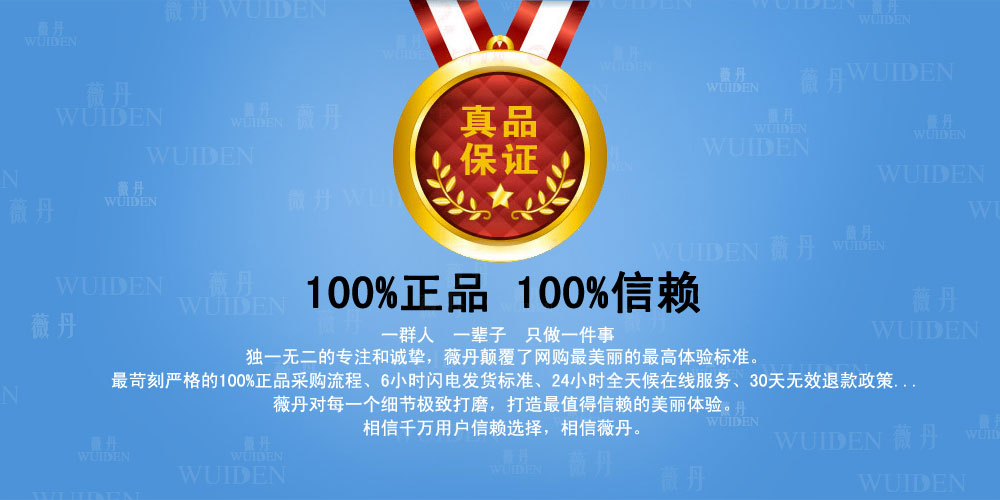 真品
保证
100%正品 100%信赖
一群人 一辈子 只做一件事
独一无二的专注和诚挚，薇丹颠覆了网购最美丽的最高体验标准。
最苛刻严格的100%正品采购流程、6小时闪电发货标准、24小时全天候在线服务、30天无效退款政策...
薇丹对每一个细节极致打磨，打造最值得信赖的美丽体验。
相信千万用户信赖选择，相信薇丹。
薇丹
WUIDEN